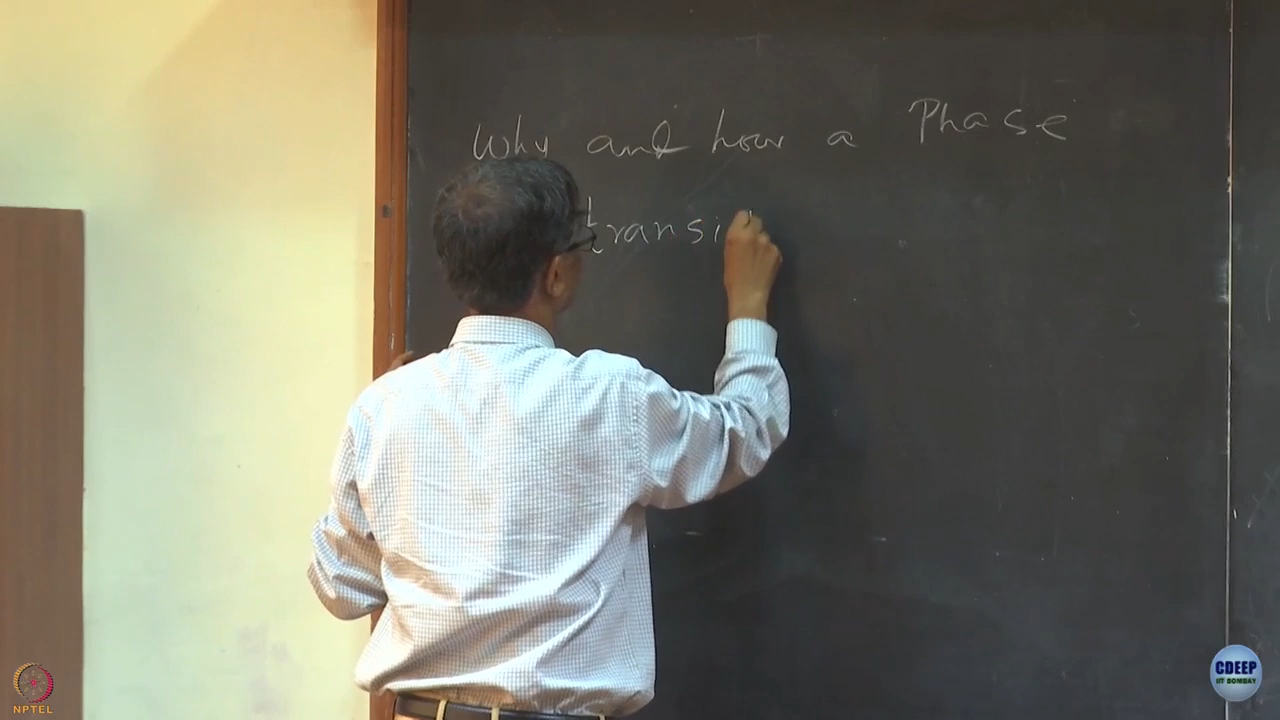 Why and how a Phase
transi
NPTEL
CDEEP
IIT BOMBAY